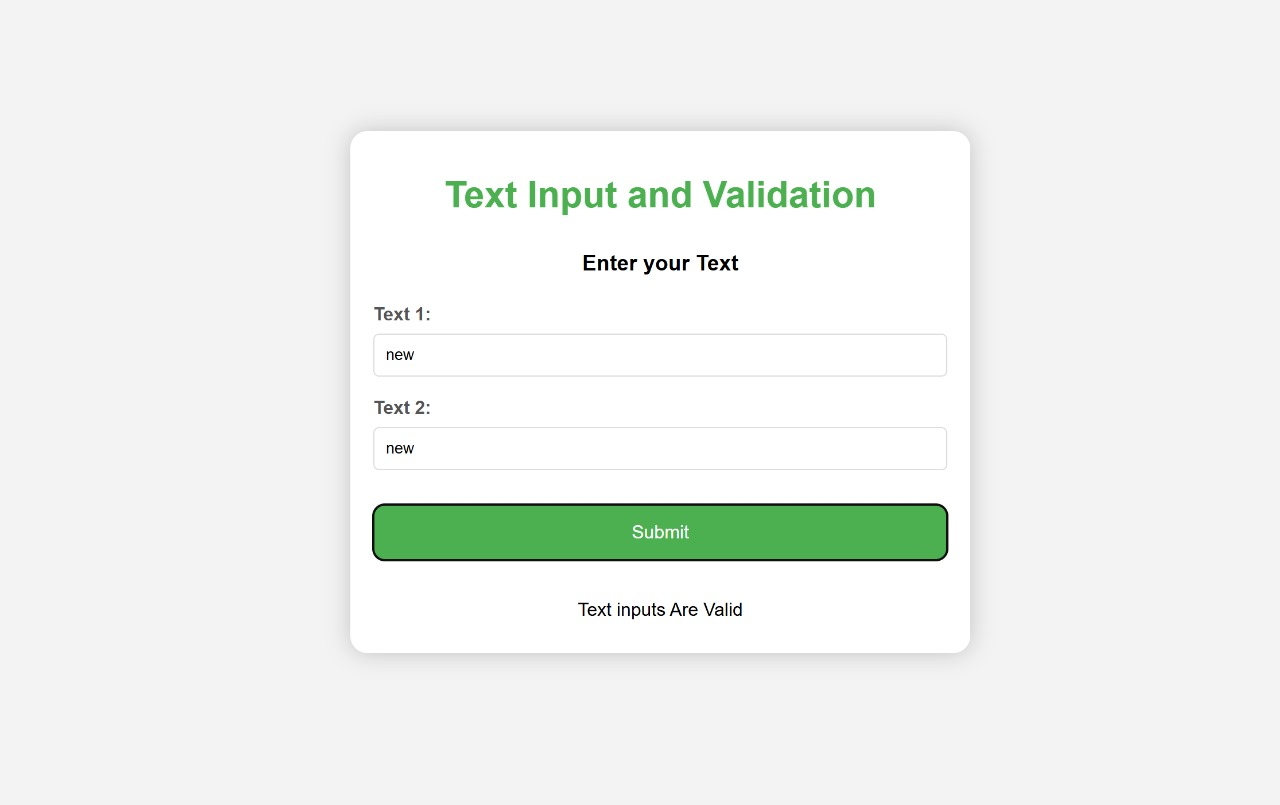 Text Input and Validation
Enter your Text
Text 1:
new
Text 2:
new
Submit
Text inputs Are Valid